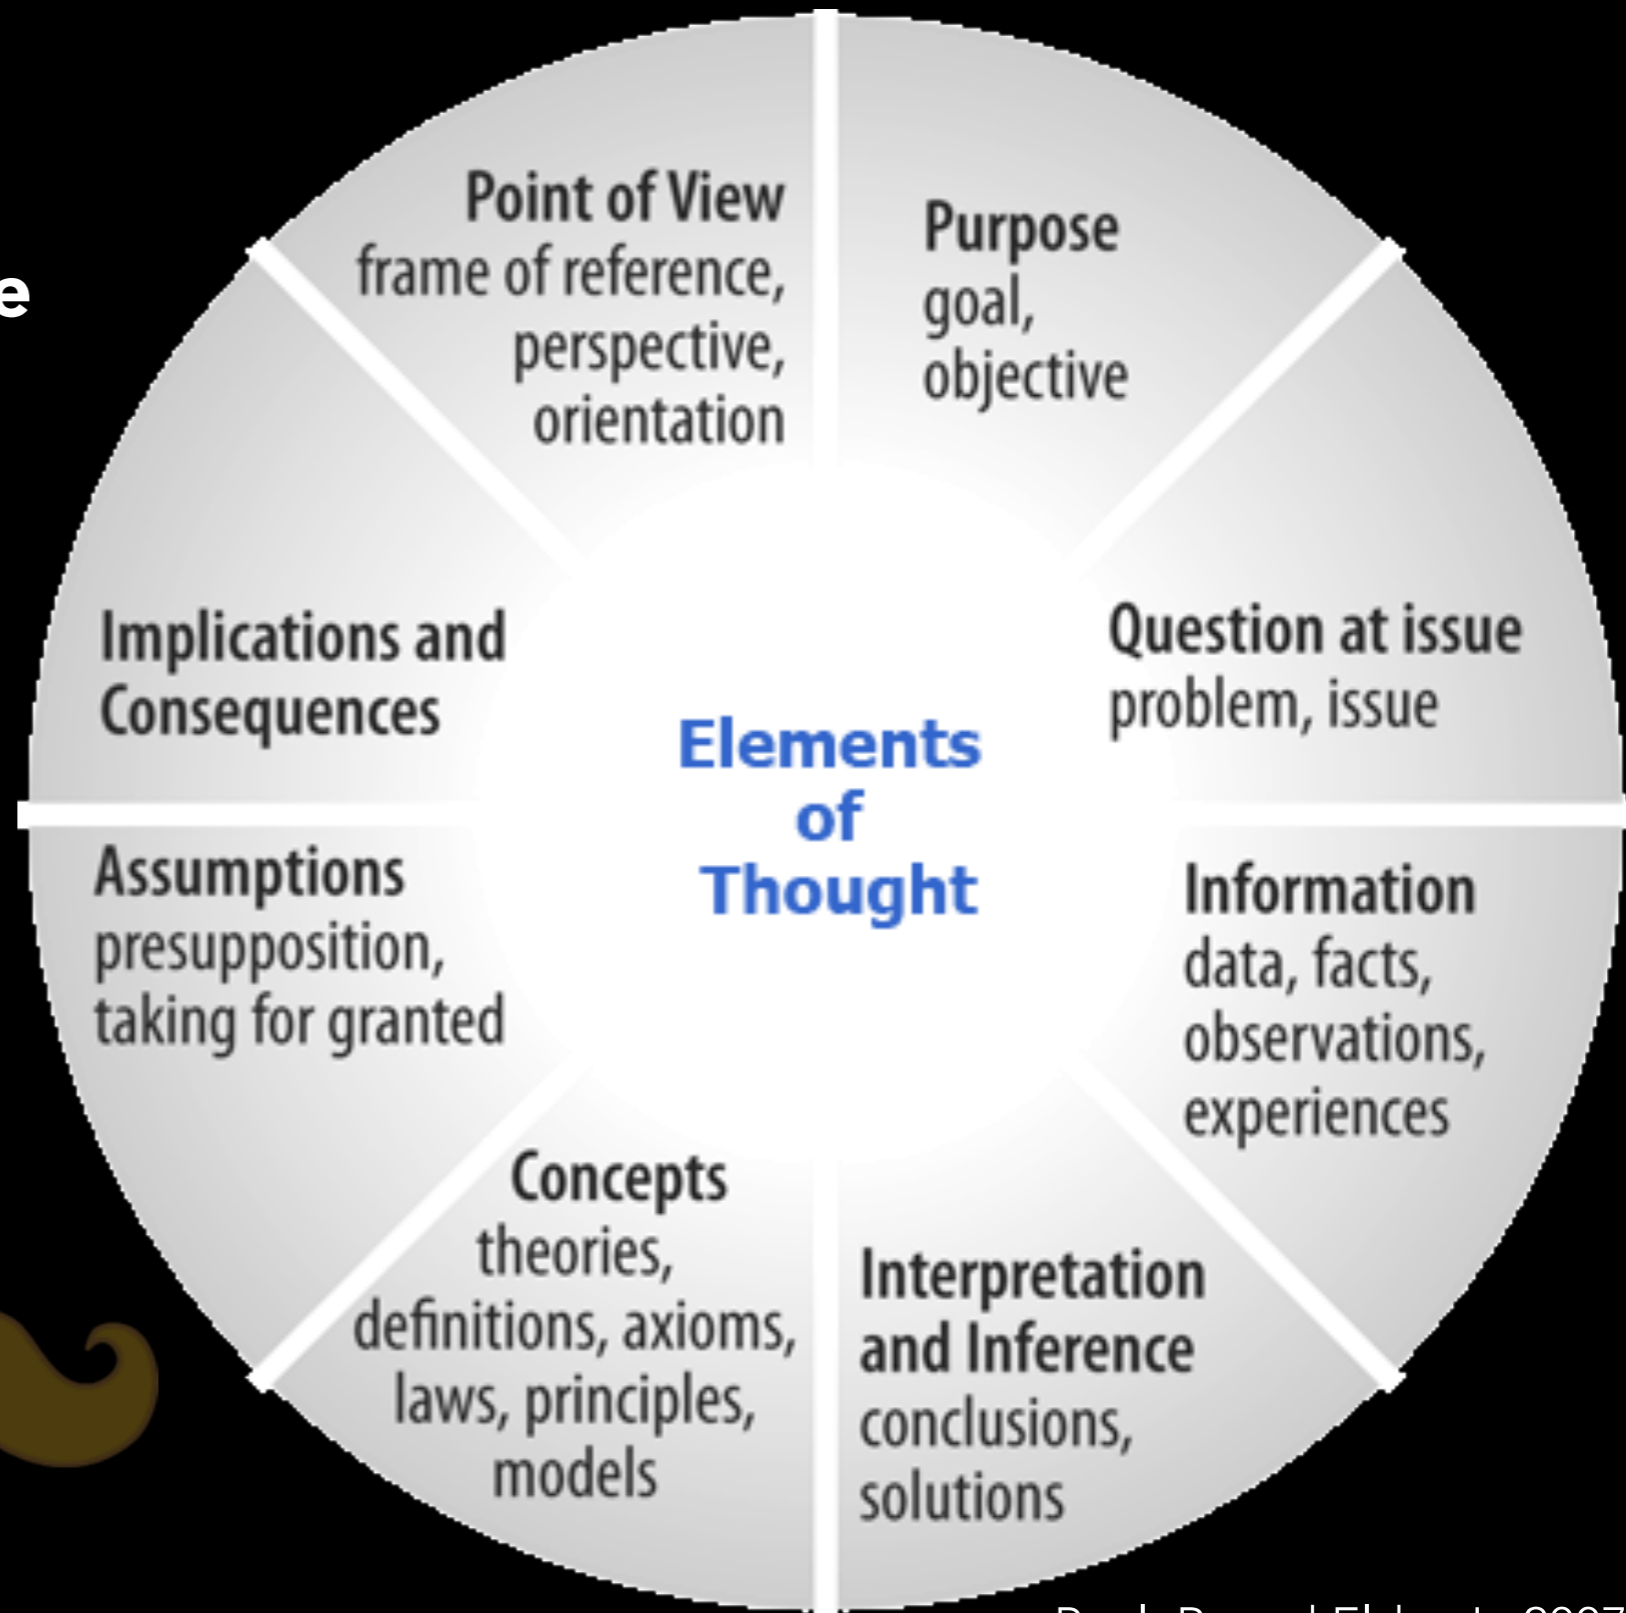 Point of View
frame of reference,
perspective,
orientation
Purpose
goal,
objective
Question at issue
problem, issue
Information
data, facts,
observations,
experiences
Interpretation
and Inference
conclusions,
solutions
Concepts
theories,
definitions, axioms,
laws, principles,
models
Assumptions
presupposition,
taking for granted
Implications and
Consequences
Elements
of
Thought
e